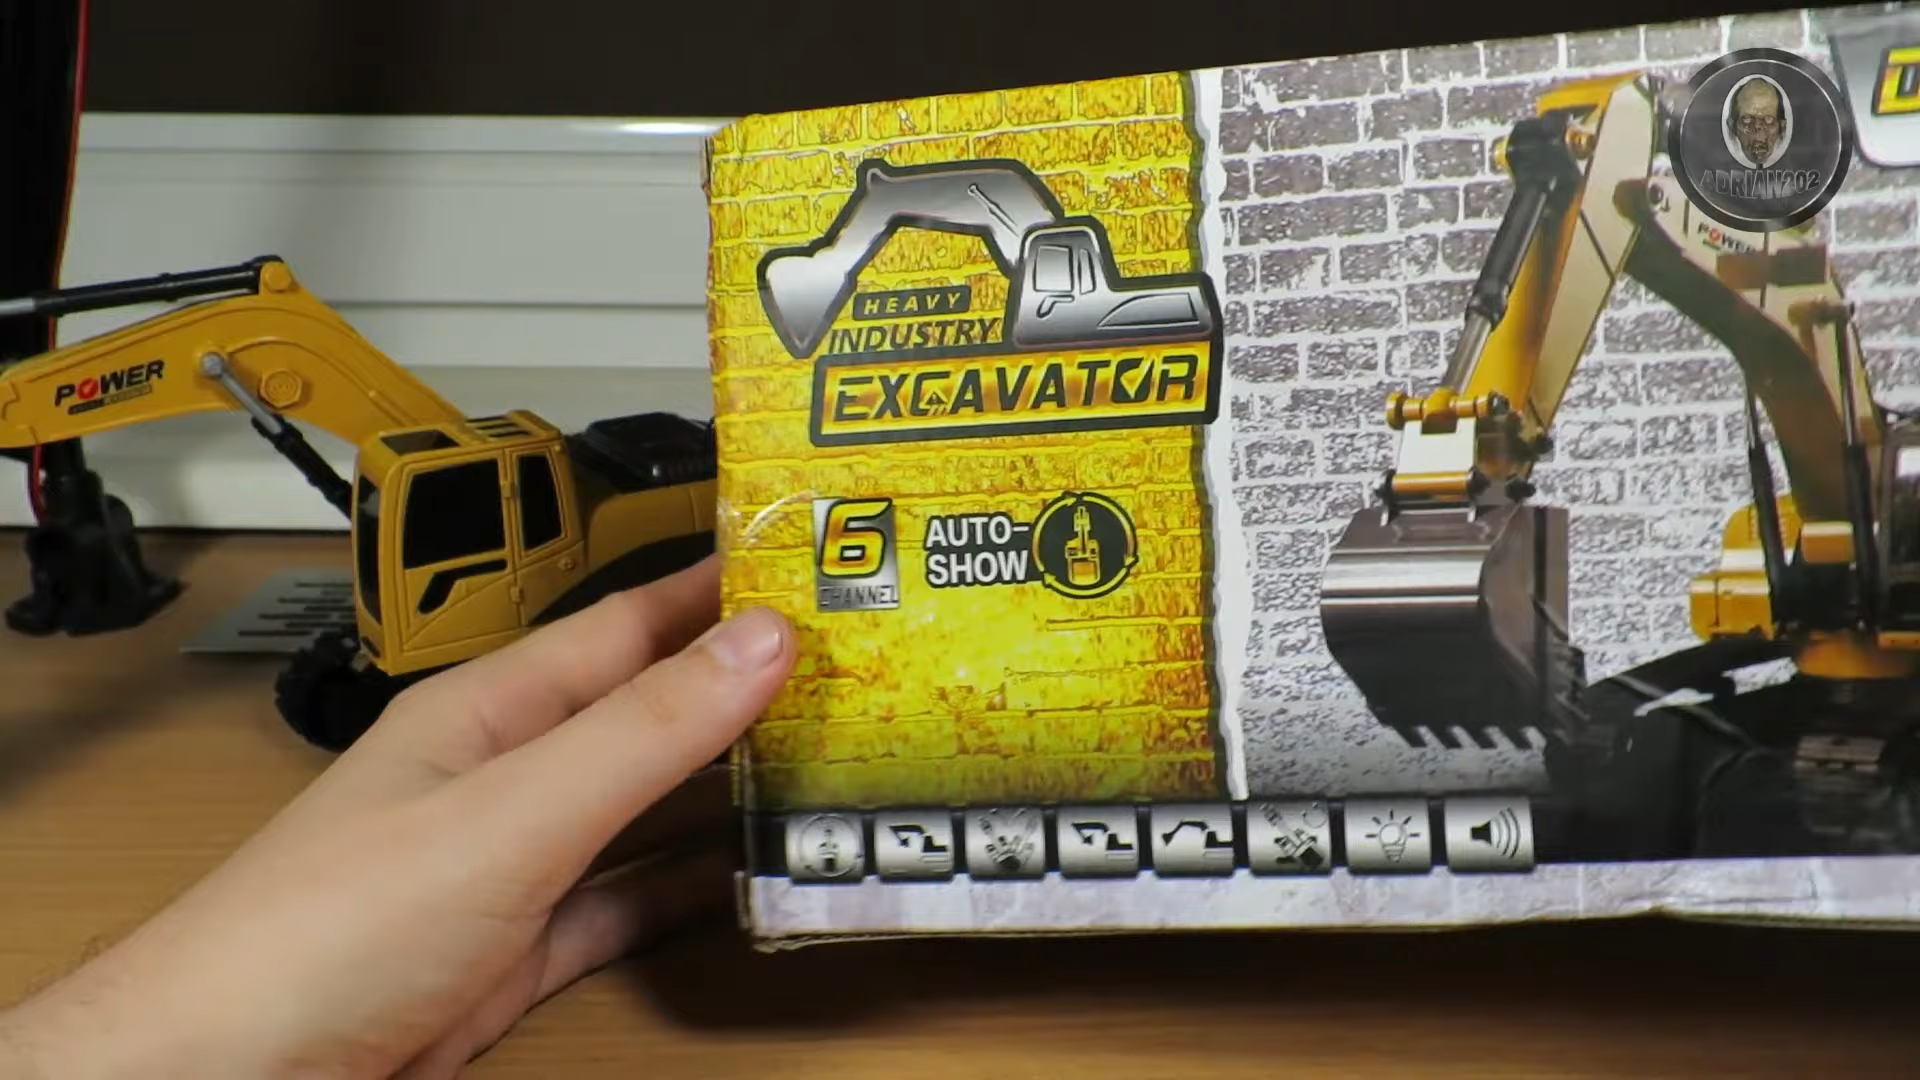 POWER
HEAVY
INDUSTRY
EXCAVATOR
6
CHANNEL
AUTO-
SHOW
POWER
ADRIAN202